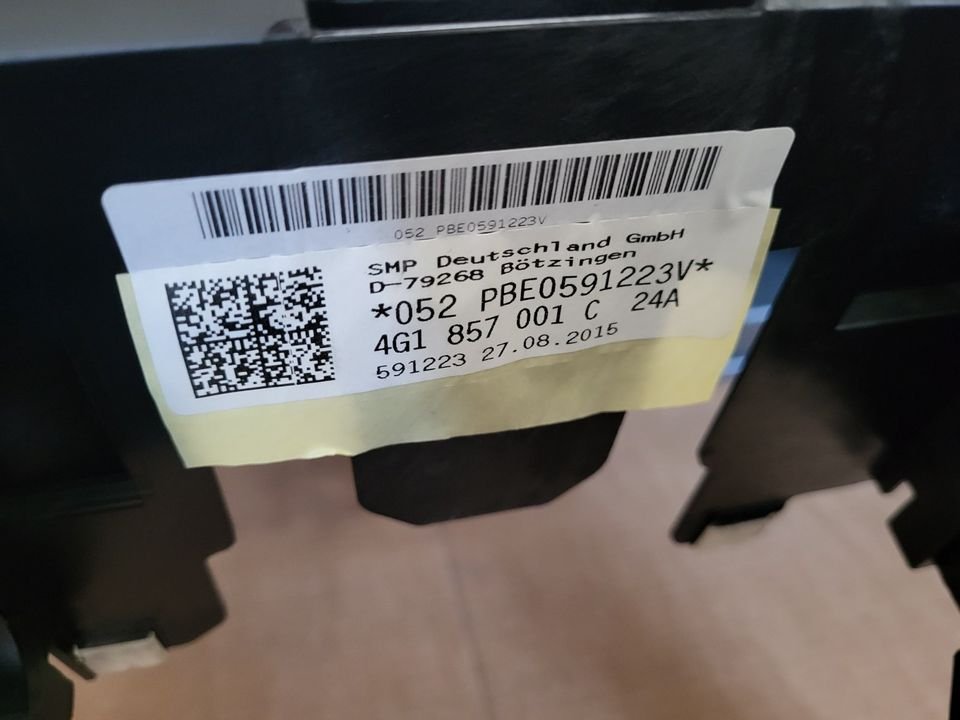 052 PBE0591223V
SMP Deutschland GmbH
D-79268 Bötzingen
*052 PBE0591223V*
4G1 857 001 C 24A
591223 27.08.2015